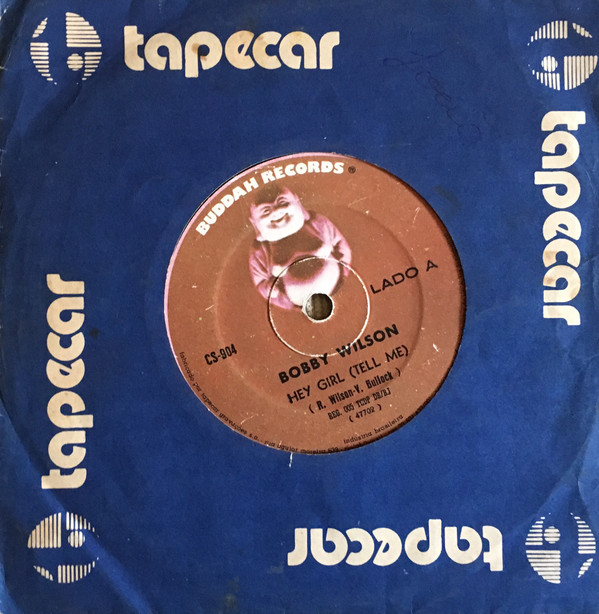 tapecar
tapecar
tapecar
tapecar
BUDDAH RECORDS ®
LADO A
CS-904
BOBBY WILSON
HEY GIRL (TELL ME)
( R. Wilson-V. Bullock )
( 47702 )
indústria brasileira